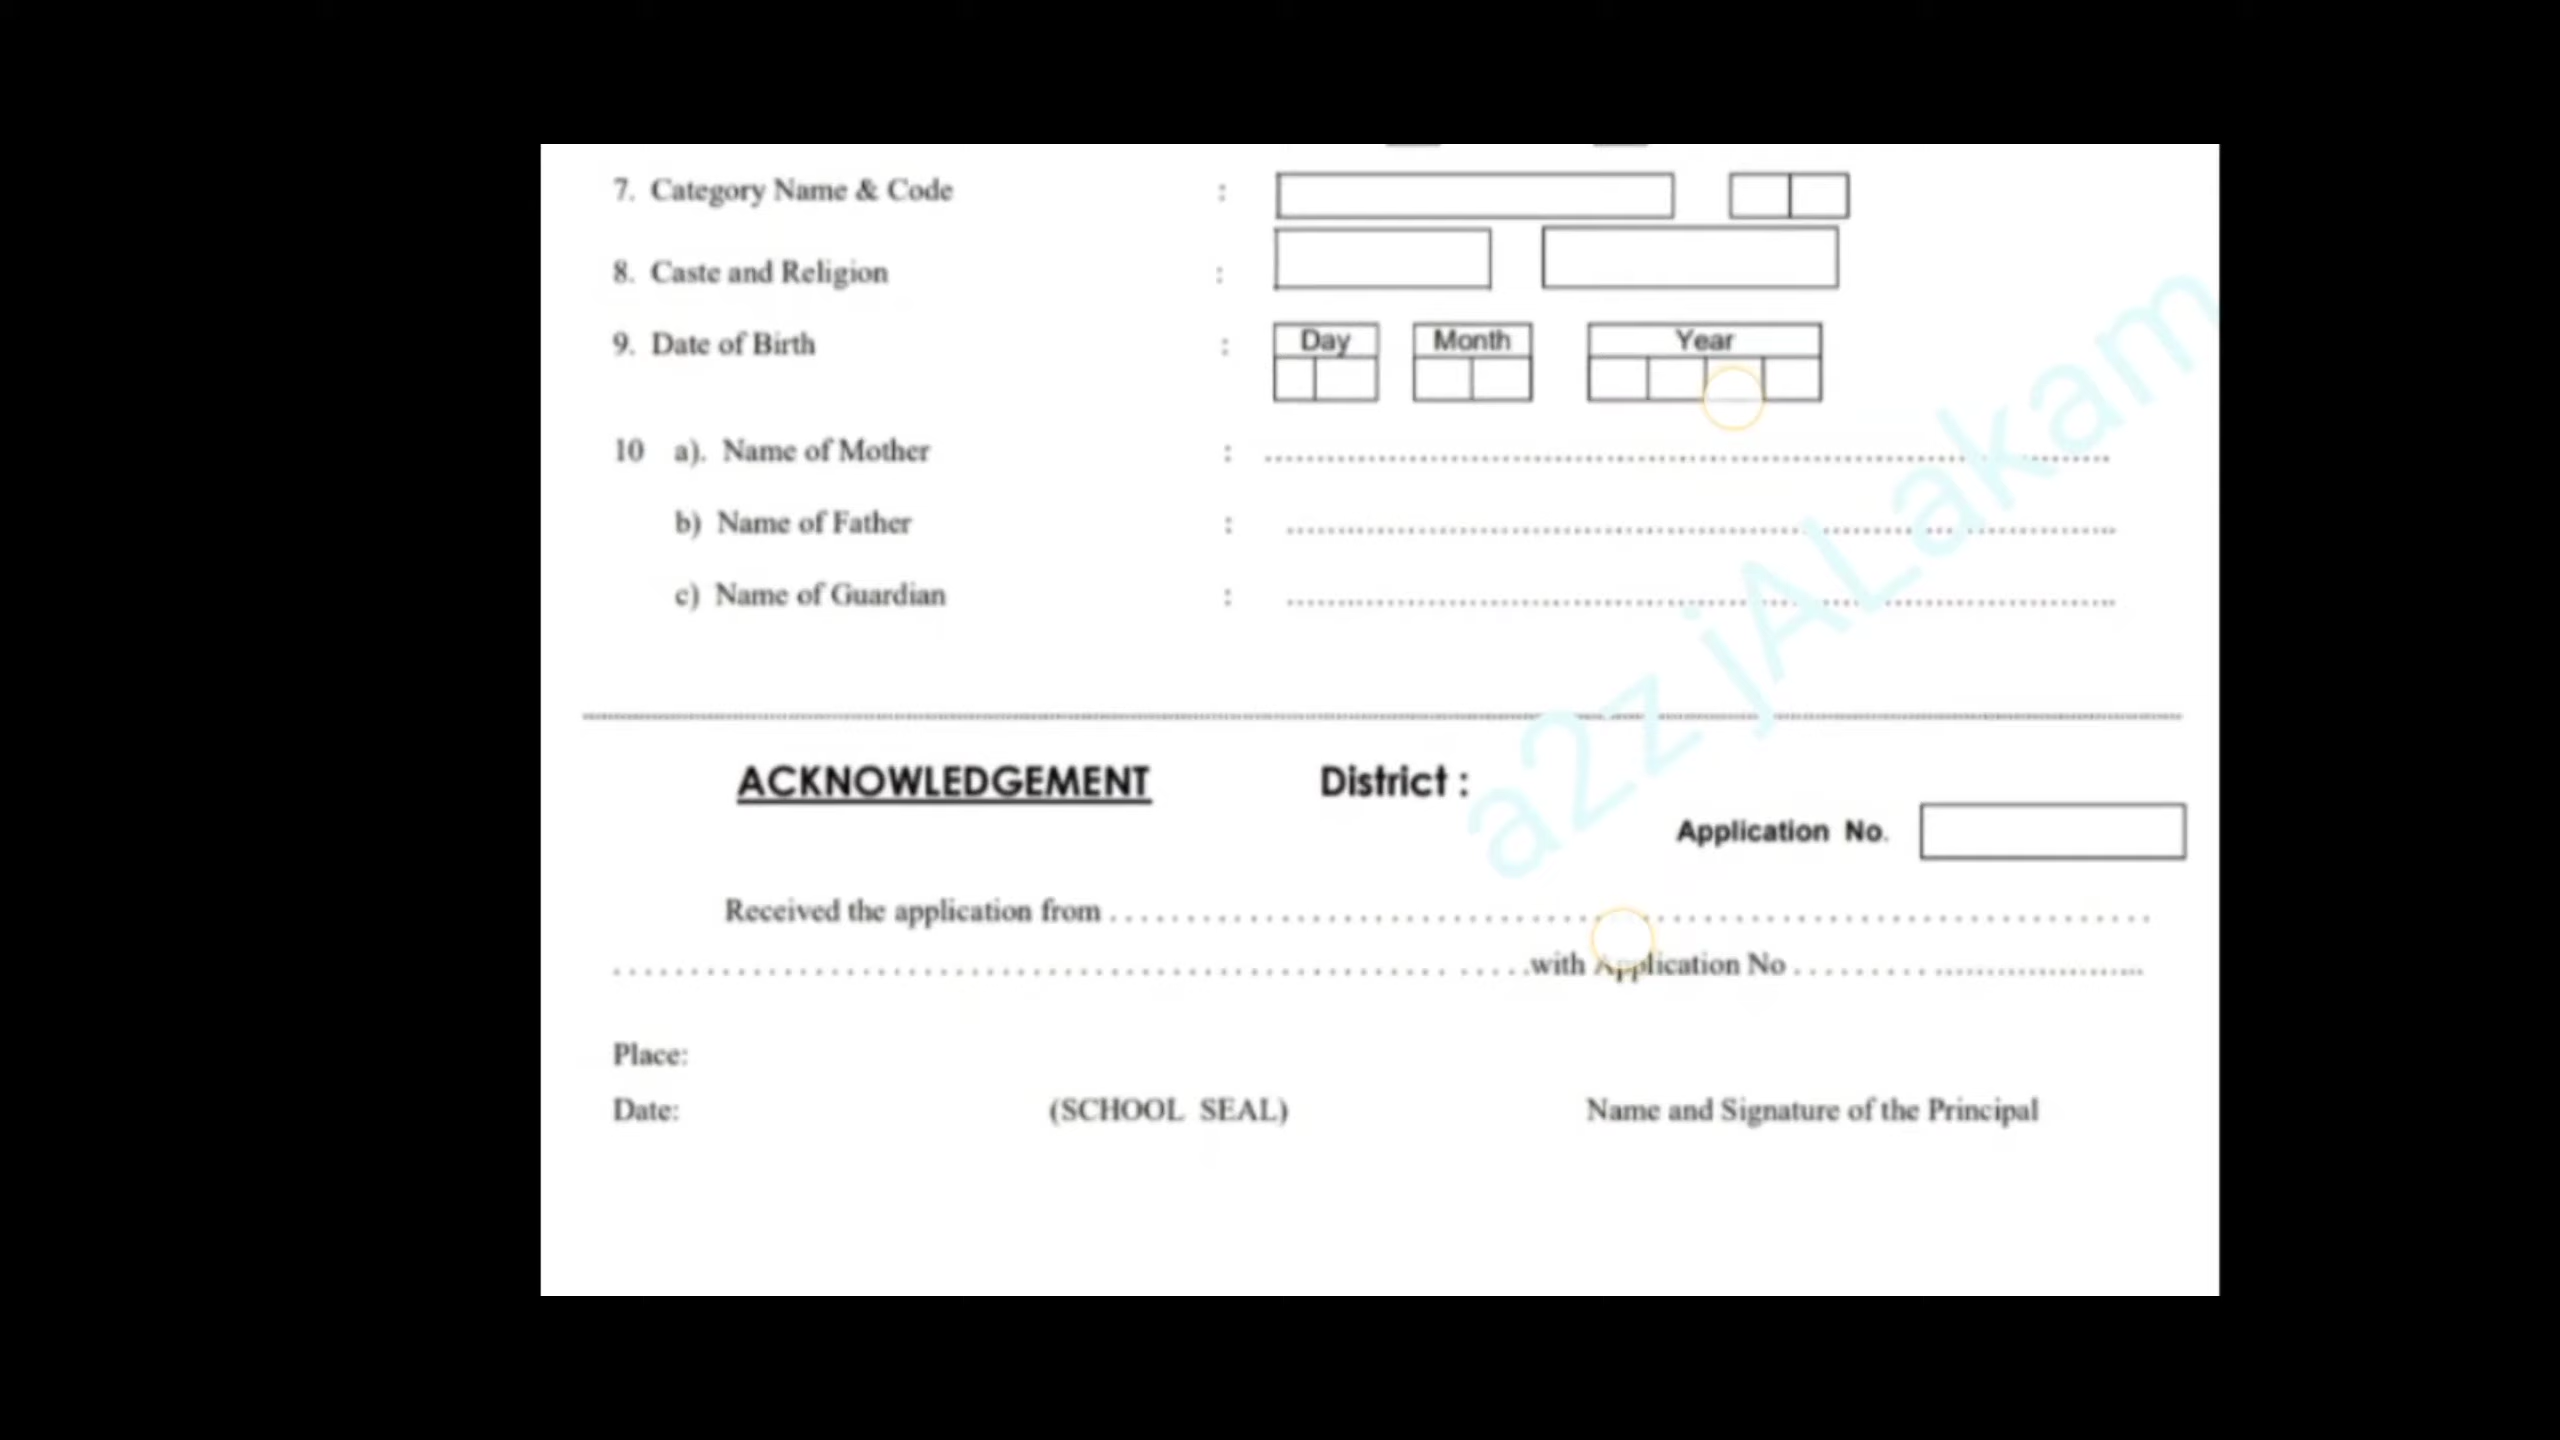 7. Category Name & Code :
8. Caste and Religion :
9. Date of Birth : Day Month Year
10 a). Name of Mother : ........................................
b) Name of Father : ........................................
c) Name of Guardian : ........................................
ACKNOWLEDGEMENT District :
Application No.
Received the application from ........................................
........................................with Application No ....................
Place:
Date: (SCHOOL SEAL) Name and Signature of the Principal
a2z jALakam